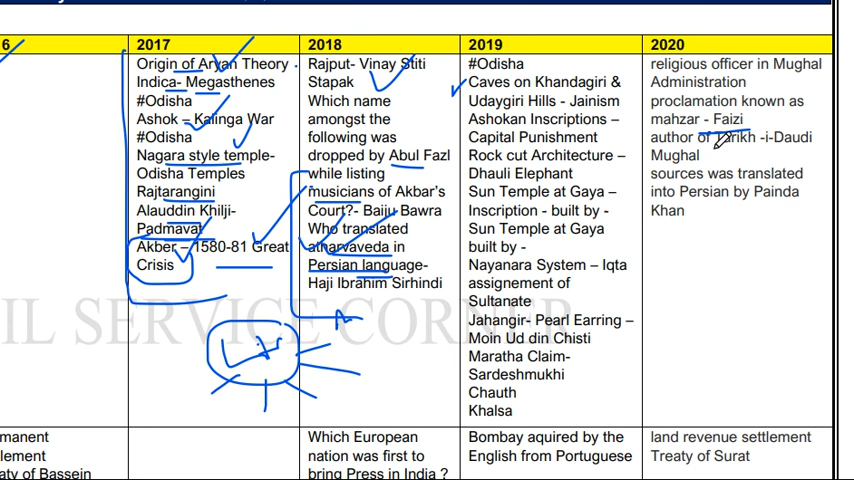 6
2017
2018
2019
2020
Origin of Aryan Theory
Indica- Megasthenes
#Odisha
Ashok – Kalinga War
#Odisha
Nagara style temple-
Odisha Temples
Rajtarangini
Alauddin Khilji-
Padmavat
Akber – 1580-81 Great
Crisis
Rajput- Vinay Stiti
Stapak
Which name
amongst the
following was
dropped by Abul Fazl
while listing
musicians of Akbar's
Court?- Baiju Bawra
Who translated
atharvaveda in
Persian language-
Haji Ibrahim Sirhindi
#Odisha
Caves on Khandagiri &
Udaygiri Hills - Jainism
Ashokan Inscriptions –
Capital Punishment
Rock cut Architecture –
Dhauli Elephant
Sun Temple at Gaya –
Inscription - built by -
Sun Temple at Gaya
built by -
Nayanara System – Iqta
assignement of
Sultanate
Jahangir- Pearl Earring –
Moin Ud din Chisti
Maratha Claim-
Sardeshmukhi
Chauth
Khalsa
religious officer in Mughal
Administration
proclamation known as
mahzar - Faizi
author of Tarikh -i-Daudi
Mughal
sources was translated
into Persian by Painda
Khan
IL SERVICE CORNER
manent
lement
aty of Bassein
Which European
nation was first to
bring Press in India ?
Bombay aquired by the
English from Portuguese
land revenue settlement
Treaty of Surat